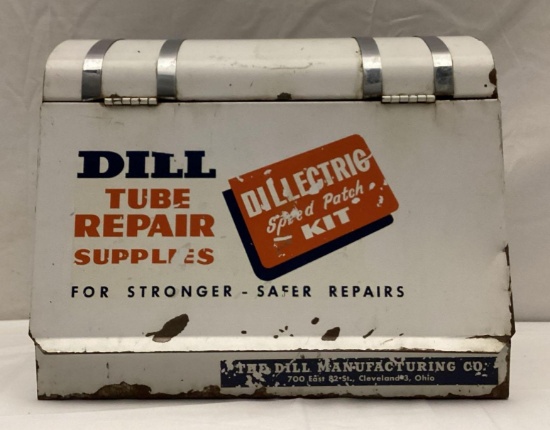 DILL
TUBE
REPAIR
SUPPLIES
DILLECTRIC
Speed Patch
KIT
FOR STRONGER - SAFER REPAIRS
THE DILL MANUFACTURING CO.
700 East 82 St., Cleveland 3, Ohio